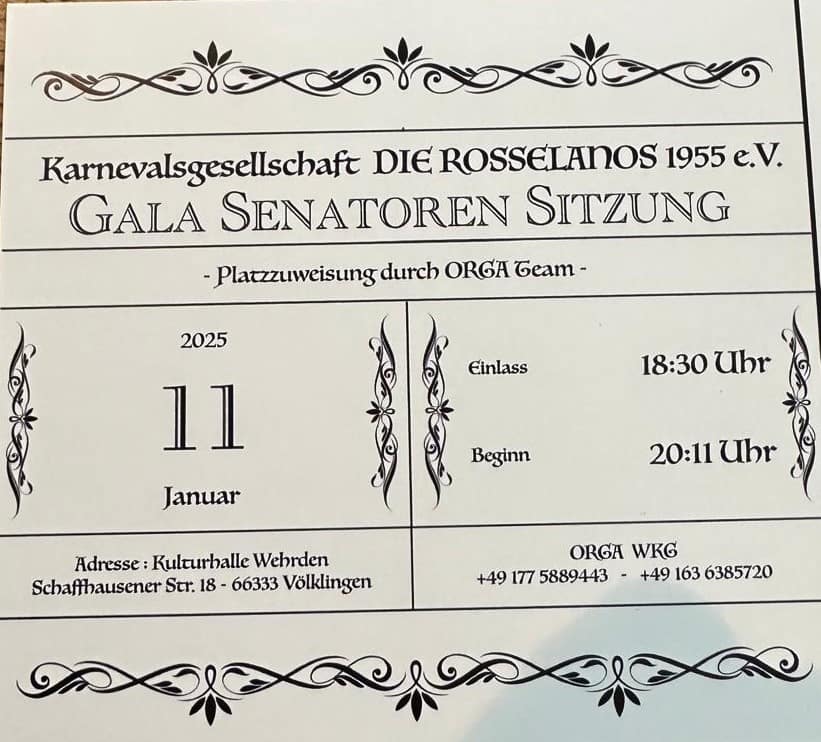 Karnevalsgesellschaft DIE ROSSELANOS 1955 e.V.
GALA SENATOREN SITZUNG
- Platzzuweisung durch ORGA Team -
2025
11
Januar
Einlass 18:30 Uhr
Beginn 20:11 Uhr
Adresse : Kulturhalle Wehrden
Schaffhausener Str. 18 - 66333 Völklingen
ORGA WKG
+49 177 5889443 - +49 163 6385720